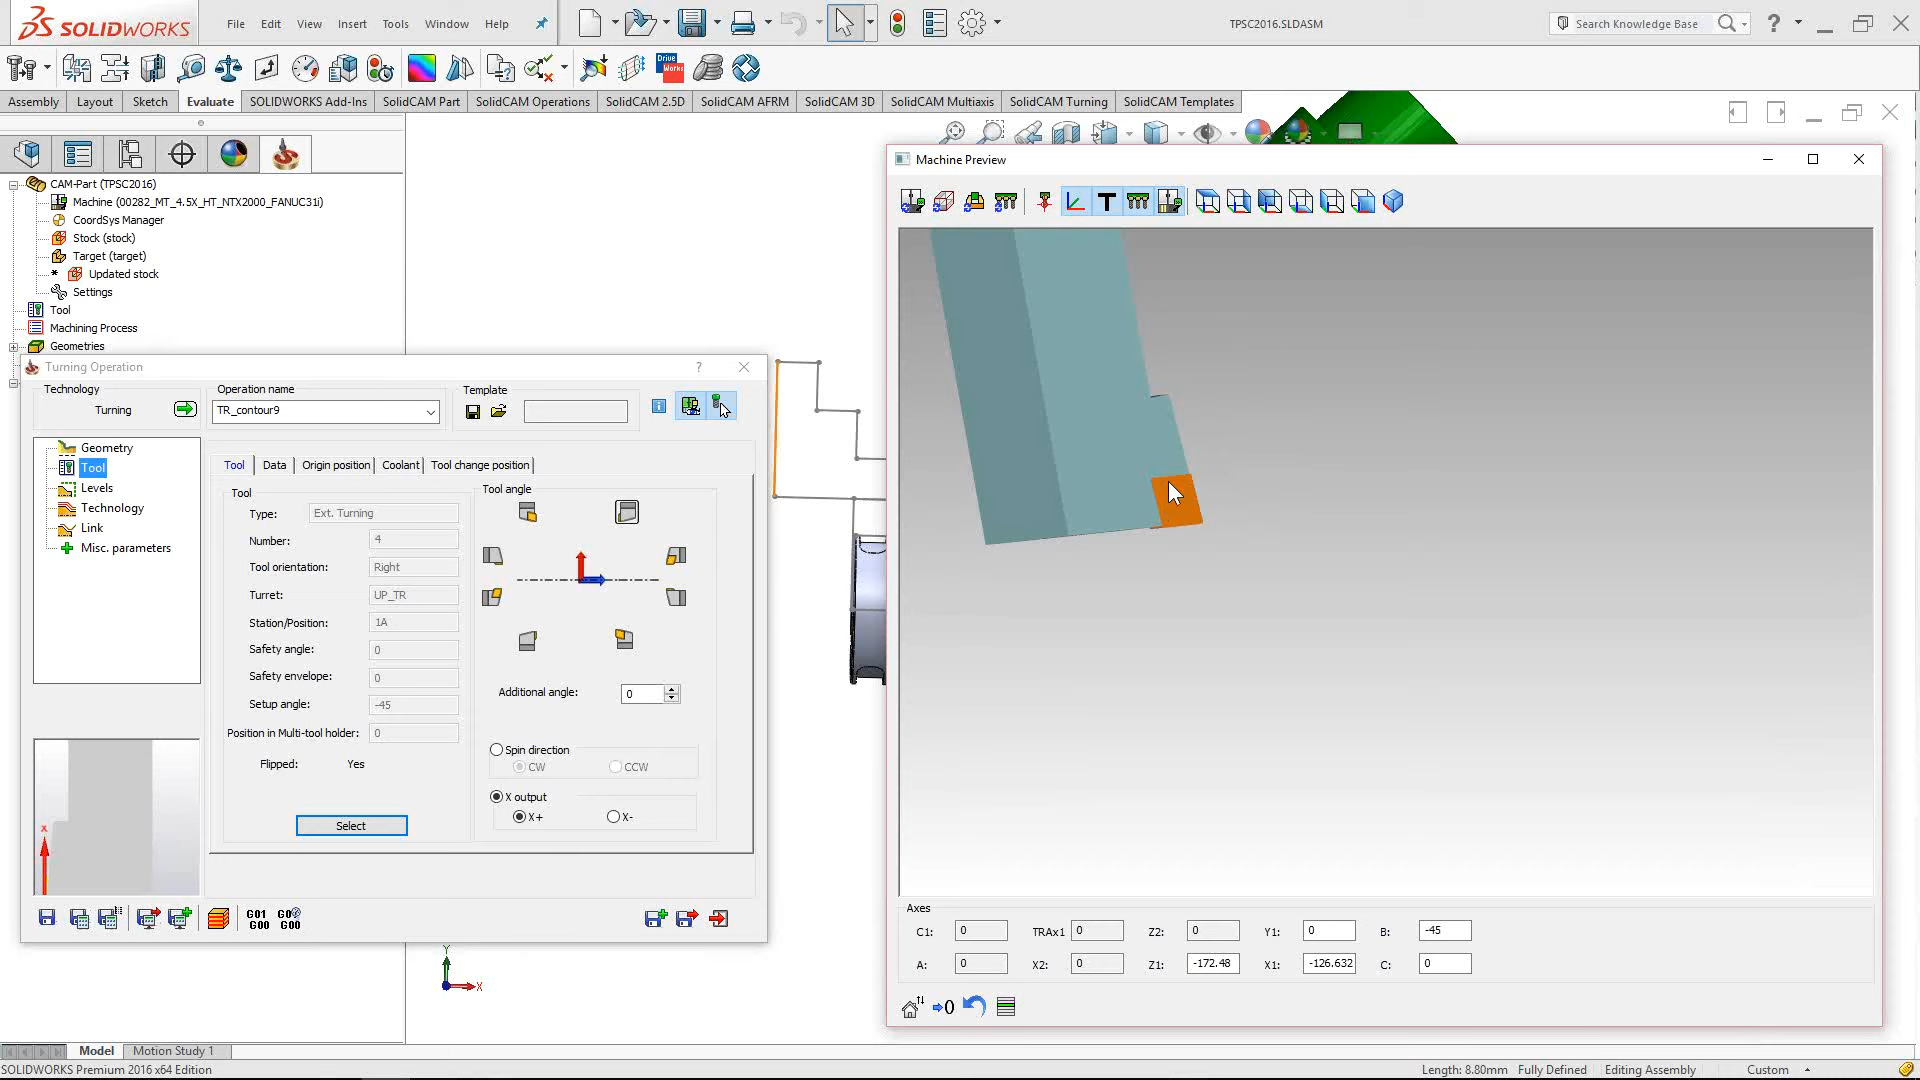 SOLIDWORKS
File Edit View Insert Tools Window Help
TPSC2016.SLDASM
Search Knowledge Base
?
Drive
Works
Assembly Layout Sketch Evaluate SOLIDWORKS Add-Ins SolidCAM Part SolidCAM Operations SolidCAM 2.5D SolidCAM AFRM SolidCAM 3D SolidCAM Multiaxis SolidCAM Turning SolidCAM Templates
CAM-Part (TPSC2016)
Machine (00282_MT_4.5X_HT_NTX2000_FANUC31i)
CoordSys Manager
Stock (stock)
Target (target)
* Updated stock
Settings
Tool
Machining Process
Geometries
Turning Operation
?
Technology
Turning
Operation name
TR_contour9
Template
Geometry
Tool
Levels
Technology
Link
Misc. parameters
Tool Data Origin position Coolant Tool change position
Tool
Type: Ext. Turning
Number: 4
Tool orientation: Right
Turret: UP_TR
Station/Position: 1A
Safety angle: 0
Safety envelope: 0
Setup angle: -45
Position in Multi-tool holder: 0
Flipped: Yes
Select
Tool angle
Additional angle: 0
Spin direction
CW CCW
X output
X+ X-
X
G01 G00
G00 G00
Machine Preview
Axes
C1: 0 TRAx1 0 Z2: 0 Y1: 0 B: -45
A: 0 X2: 0 Z1: -172.48 X1: -126.632 C: 0
0
Y
X
Model Motion Study 1
SOLIDWORKS Premium 2016 x64 Edition
Length: 8.80mm Fully Defined Editing Assembly Custom